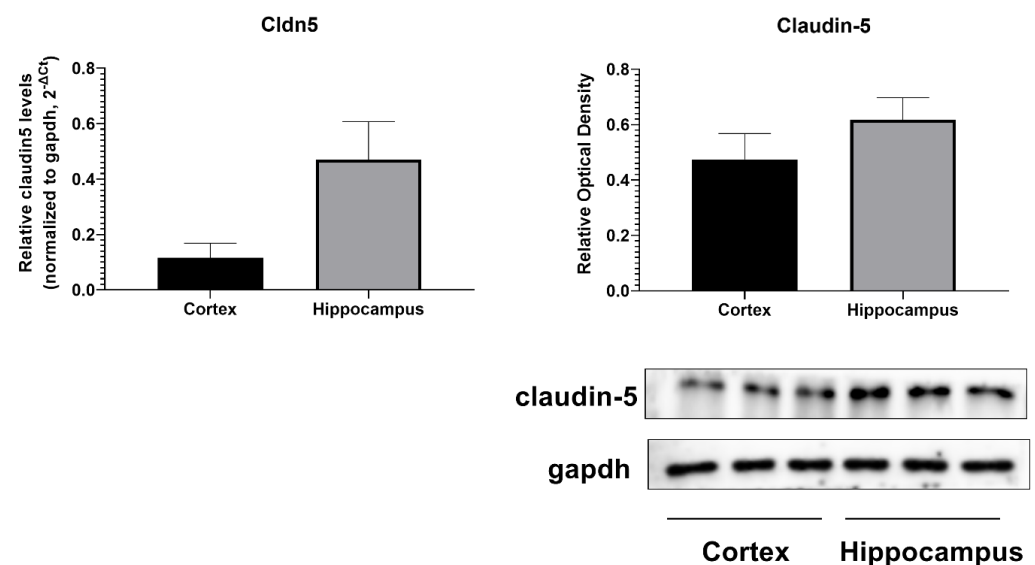 Cldn5
Relative claudin5 levels
(normalized to gapdh, 2^-ΔCt)
0.8
0.6
0.4
0.2
0.0
Cortex
Hippocampus
Claudin-5
Relative Optical Density
0.8
0.6
0.4
0.2
0.0
Cortex
Hippocampus
claudin-5
gapdh
Cortex
Hippocampus